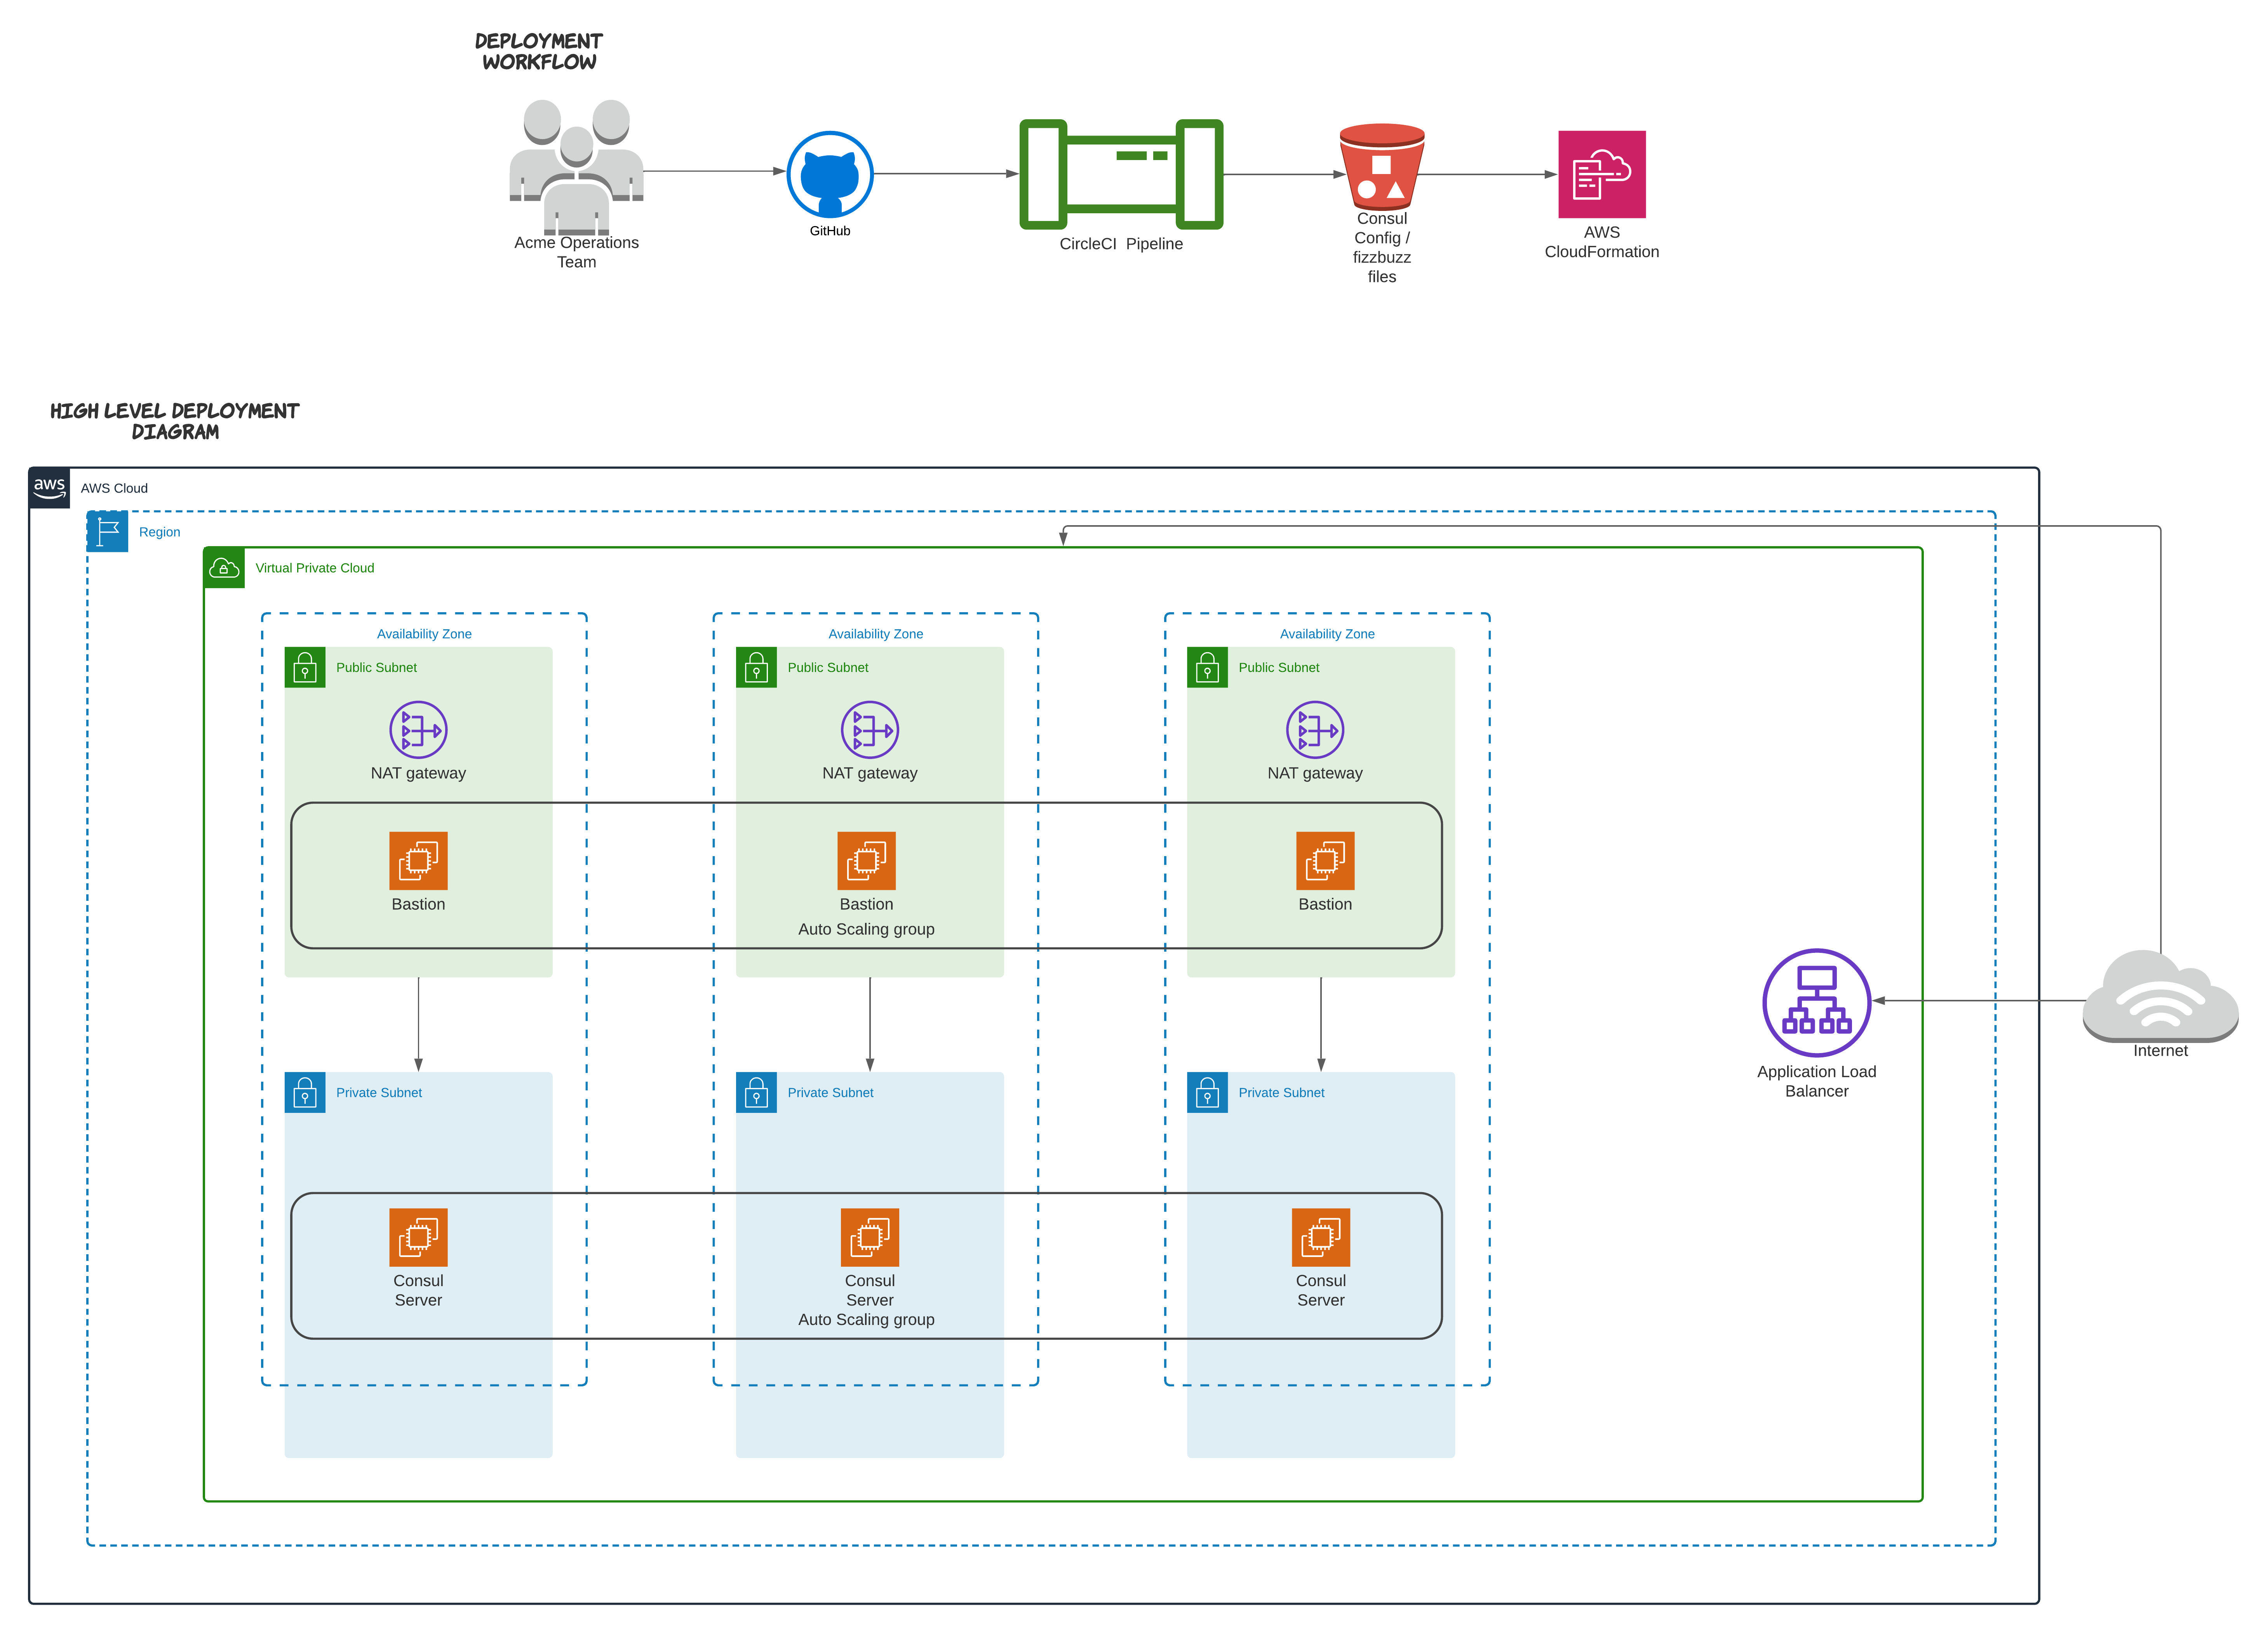 DEPLOYMENT
WORKFLOW
Acme Operations
Team
GitHub
CircleCI  Pipeline
Consul
Config /
fizzbuzz
files
AWS
CloudFormation
HIGH LEVEL DEPLOYMENT
DIAGRAM
aws
AWS Cloud
Region
Virtual Private Cloud
Availability Zone
Availability Zone
Availability Zone
Public Subnet
Public Subnet
Public Subnet
NAT gateway
NAT gateway
NAT gateway
Bastion
Bastion
Bastion
Auto Scaling group
Internet
Application Load
Balancer
Private Subnet
Private Subnet
Private Subnet
Consul
Server
Consul
Server
Consul
Server
Auto Scaling group